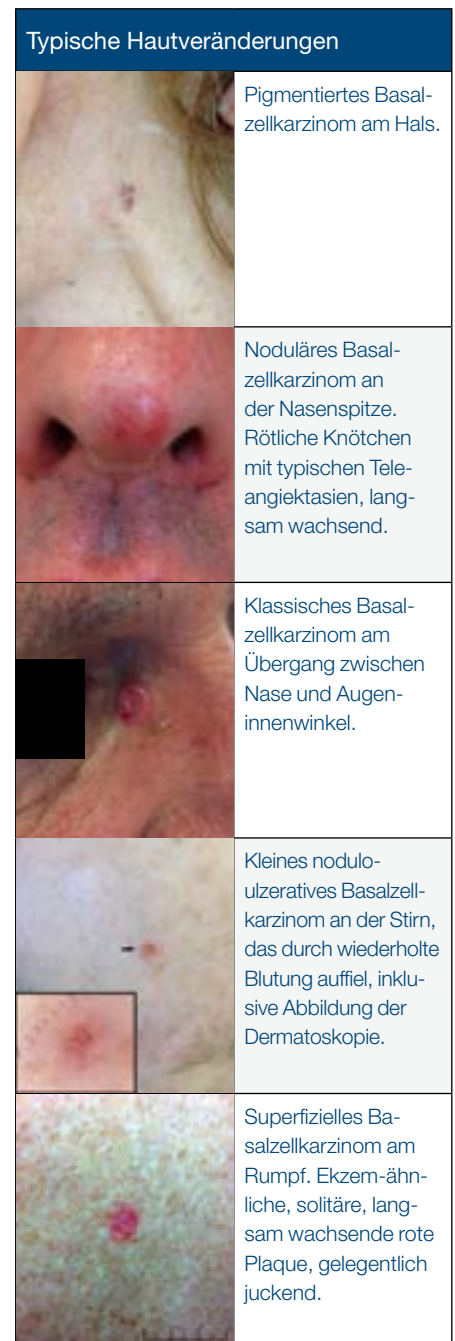 Typische Hautveränderungen
Pigmentiertes Basal-
zellkarzinom am Hals.
Noduläres Basal-
zellkarzinom an
der Nasenspitze.
Rötliche Knötchen
mit typischen Tele-
angiektasien, lang-
sam wachsend.
Klassisches Basal-
zellkarzinom am
Übergang zwischen
Nase und Augen-
innenwinkel.
Kleines nodulo-
ulzeratives Basalzell-
karzinom an der Stirn,
das durch wiederholte
Blutung auffiel, inklu-
sive Abbildung der
Dermatoskopie.
Superfizielles Ba-
salzellkarzinom am
Rumpf. Ekzem-ähn-
liche, solitäre, lang-
sam wachsende rote
Plaque, gelegentlich
juckend.